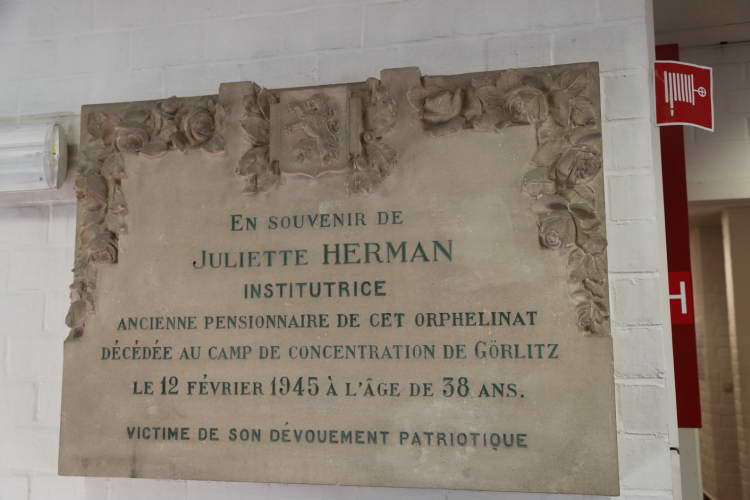 En souvenir de
Juliette HERMAN
INSTITUTRICE
ANCIENNE PENSIONNAIRE DE CET ORPHELINAT
DÉCÉDÉE AU CAMP DE CONCENTRATION DE GÖRLITZ
LE 12 FÉVRIER 1945 À L'ÂGE DE 38 ANS.
VICTIME DE SON DÉVOUEMENT PATRIOTIQUE
H